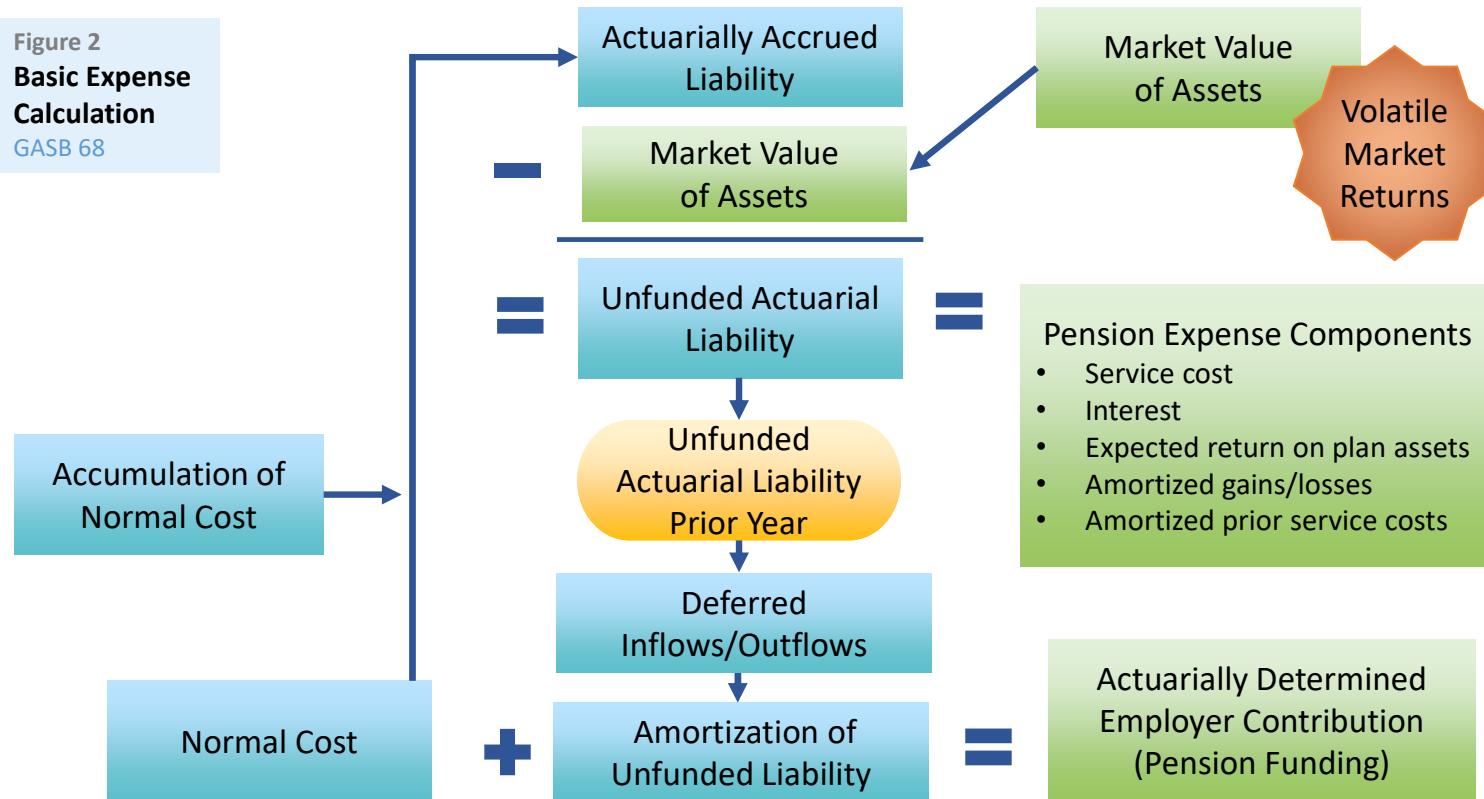 Figure 2
Basic Expense
Calculation
GASB 68
Actuarially Accrued
Liability
Market Value
of Assets
Volatile
Market
Returns
−
Market Value
of Assets
=
Unfunded Actuarial
Liability
=
Pension Expense Components
• Service cost
• Interest
• Expected return on plan assets
• Amortized gains/losses
• Amortized prior service costs
Unfunded
Actuarial Liability
Prior Year
Accumulation of
Normal Cost
Deferred
Inflows/Outflows
Normal Cost
+
Amortization of
Unfunded Liability
=
Actuarially Determined
Employer Contribution
(Pension Funding)